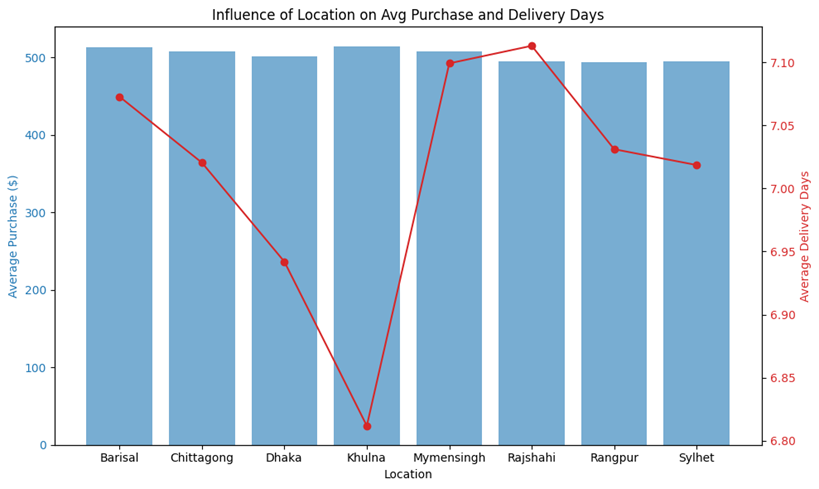 Influence of Location on Avg Purchase and Delivery Days
500
400
300
200
100
0
Average Purchase ($)
7.10
7.05
7.00
6.95
6.90
6.85
6.80
Average Delivery Days
Barisal Chittagong Dhaka Khulna Mymensingh Rajshahi Rangpur Sylhet
Location